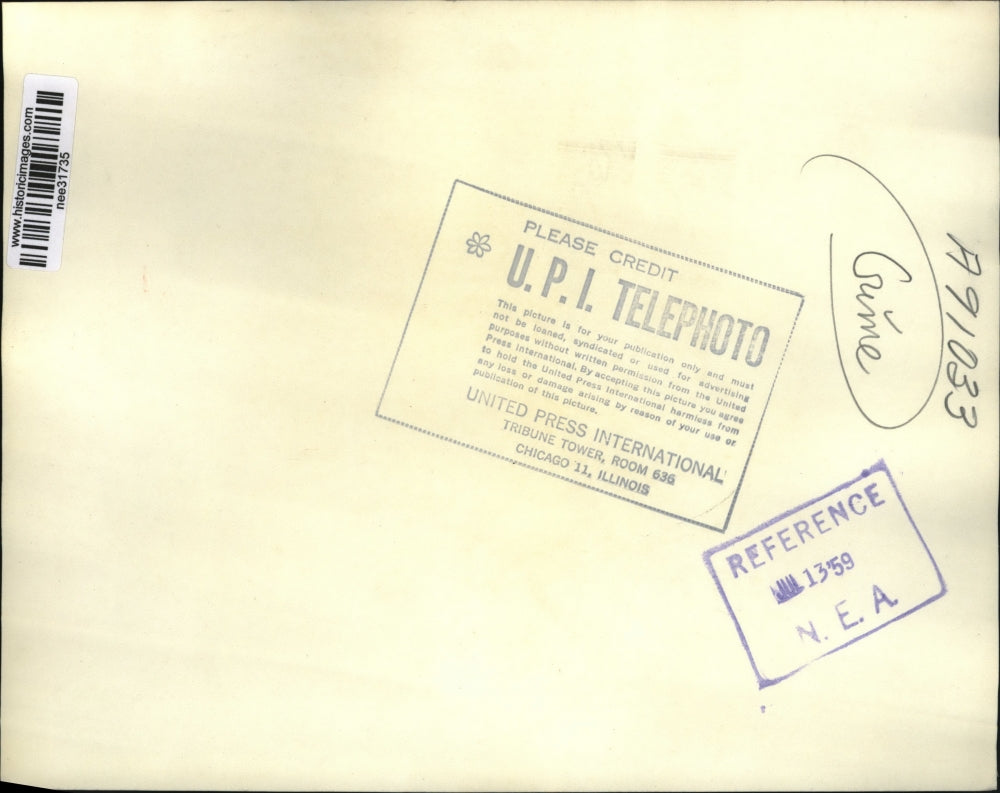 www.historicimages.com
nee31735
PLEASE CREDIT
U. P. I. TELEPHOTO
This picture is for your publication only and must
not be loaned, syndicated or used for advertising
purposes without written permission from the United
Press International. By accepting this picture you agree
to hold the United Press International harmless from
any loss or damage arising by reason of your use or
publication of this picture.
UNITED PRESS INTERNATIONAL
TRIBUNE TOWER, ROOM 636
CHICAGO 11, ILLINOIS
Crime
A991033
REFERENCE
JUL 13'59
N. E. A.